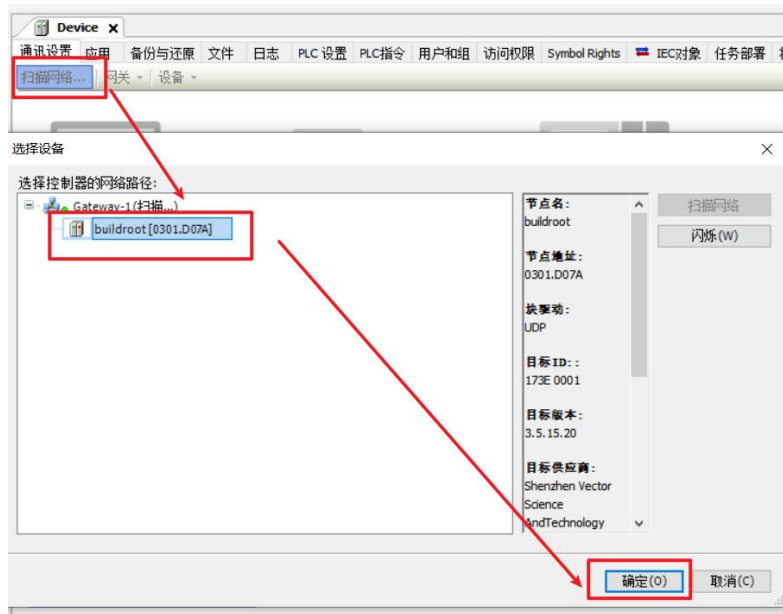 Device
通讯设置 应用 备份与还原 文件 日志 PLC 设置 PLC指令 用户和组 访问权限 Symbol Rights IEC对象 任务部署
扫描网络... 网关 设备
选择设备
选择控制器的网络路径:
Gateway-1(扫描...)
buildroot [0301.D07A]
节点名:
buildroot
节点地址:
0301.D07A
块驱动:
UDP
目标ID::
173E 0001
目标版本:
3.5.15.20
目标供应商:
Shenzhen Vector
Science
AndTechnology
扫描网络
闪烁(W)
确定(O) 取消(C)